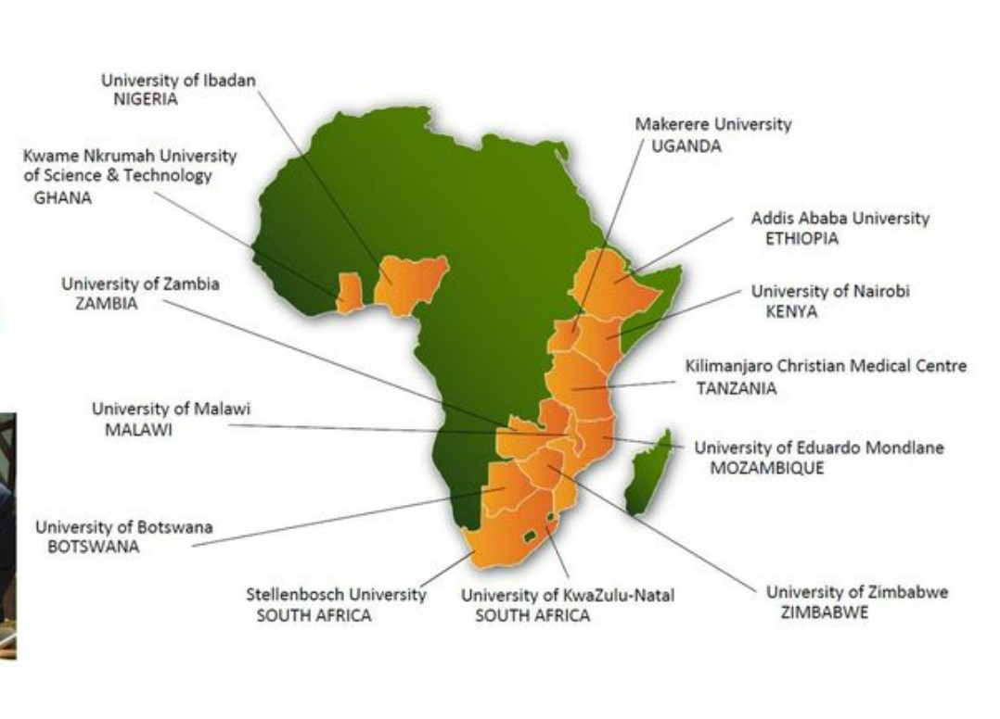 University of Ibadan
NIGERIA
Makerere University
UGANDA
Kwame Nkrumah University
of Science & Technology
GHANA
Addis Ababa University
ETHIOPIA
University of Zambia
ZAMBIA
University of Nairobi
KENYA
Kilimanjaro Christian Medical Centre
TANZANIA
University of Malawi
MALAWI
University of Eduardo Mondlane
MOZAMBIQUE
University of Botswana
BOTSWANA
Stellenbosch University
SOUTH AFRICA
University of KwaZulu-Natal
SOUTH AFRICA
University of Zimbabwe
ZIMBABWE